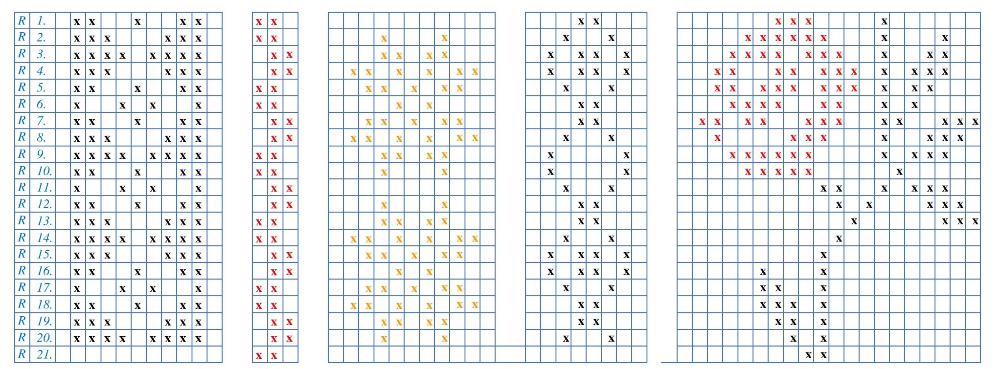 R 1. x x x x x x x x x x x x x
R 2. x x x x x x x x x x x x x x x x x x x x x x
R 3. x x x x x x x x x x x x x x x x x x x x x x x x x x x x
R 4. x x x x x x x x x x x x x x x x x x x x x x x x x x x x x
R 5. x x x x x x x x x x x x x x x x x x x x x x x x x
R 6. x x x x x x x x x x x x x x x x x x
R 7. x x x x x x x x x x x x x x x x x x x x x x x x x x
R 8. x x x x x x x x x x x x x x x x x x x x x x x x
R 9. x x x x x x x x x x x x x x x x x x x x x x x x x x
R 10. x x x x x x x x x x x x x x x x x
R 11. x x x x x x x x x x x x x x
R 12. x x x x x x x x x x x x x x x x
R 13. x x x x x x x x x x x x x x x x x x
R 14. x x x x x x x x x x x x x x x x x x x
R 15. x x x x x x x x x x x x x x x x x x
R 16. x x x x x x x x x x x x x x x
R 17. x x x x x x x x x x x x x x x x
R 18. x x x x x x x x x x x x x x x x x x x
R 19. x x x x x x x x x x x x x x x x x
R 20. x x x x x x x x x x x x x x x x
R 21. x x x x